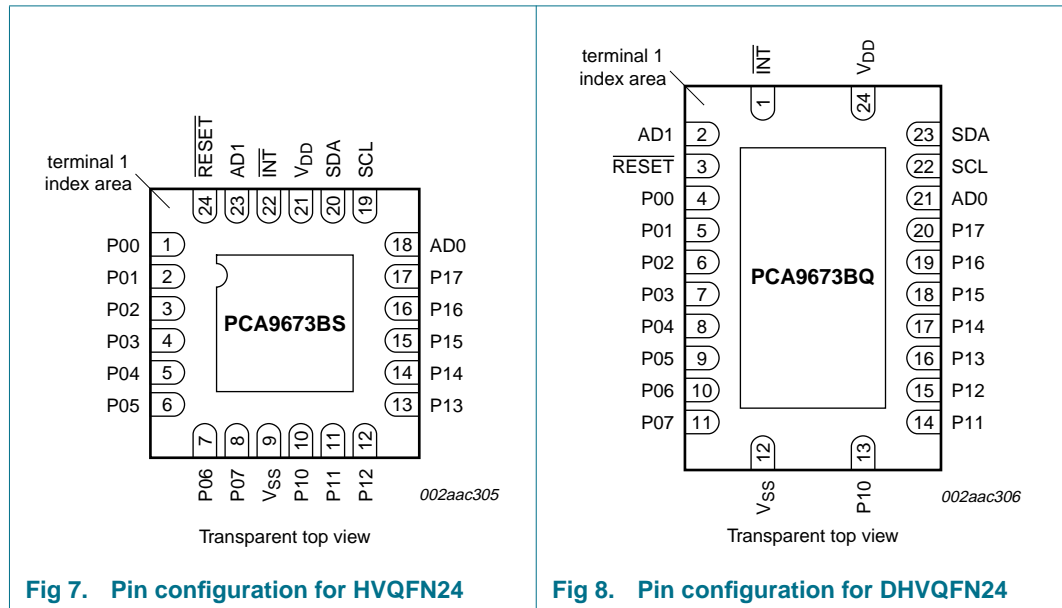 terminal 1
index area
RESET
AD1
INT
VDD
SDA
SCL
24
23
22
21
20
19
P00 1
P01 2
P02 3
P03 4
P04 5
P05 6
18 AD0
17 P17
16 P16
15 P15
14 P14
13 P13
PCA9673BS
7
8
9
10
11
12
P06
P07
VSS
P10
P11
P12
002aac305
Transparent top view
Fig 7. Pin configuration for HVQFN24
terminal 1
index area
INT
VDD
1
24
AD1 2
RESET 3
P00 4
P01 5
P02 6
P03 7
P04 8
P05 9
P06 10
P07 11
23 SDA
22 SCL
21 AD0
20 P17
19 P16
18 P15
17 P14
16 P13
15 P12
14 P11
PCA9673BQ
12
13
VSS
P10
002aac306
Transparent top view
Fig 8. Pin configuration for DHVQFN24